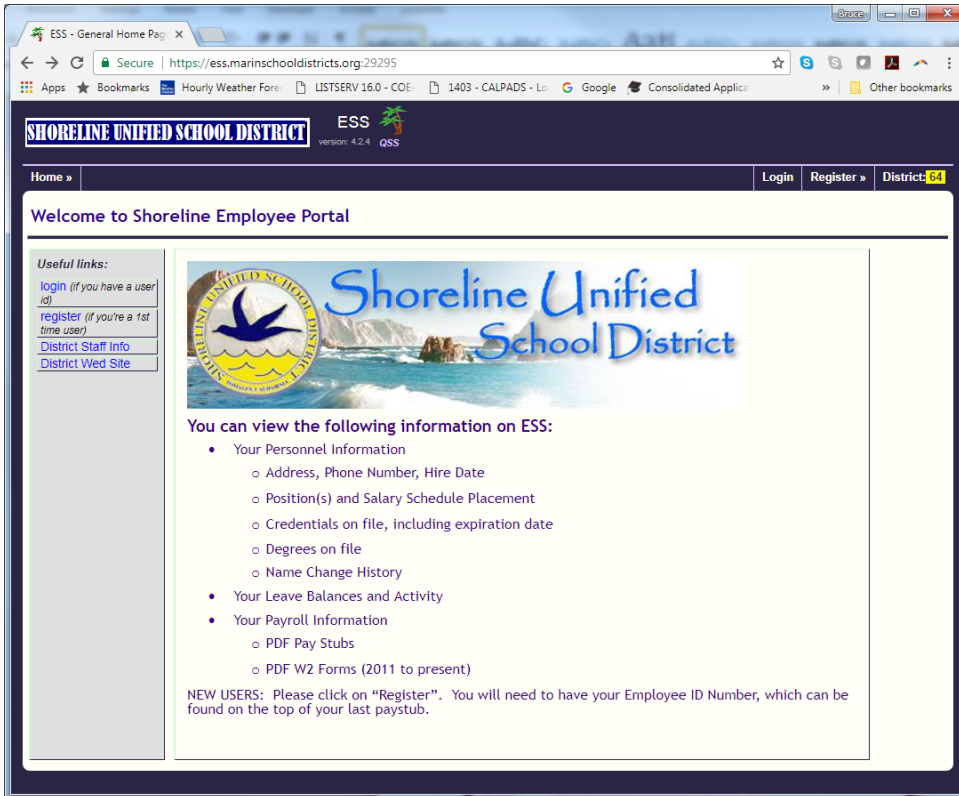 Bruce
ESS - General Home Pag
Secure https://ess.marinschooldistricts.org:29295
Apps Bookmarks Hourly Weather Fore LISTSERV 16.0 - COE- 1403 - CALPADS - Lo Google Consolidated Applica » Other bookmarks
SHORELINE UNIFIED SCHOOL DISTRICT ESS
version: 4.2.4 QSS
Home » Login Register » District:64
Welcome to Shoreline Employee Portal
Useful links:
login (if you have a user
id)
register (if you're a 1st
time user)
District Staff Info
District Wed Site
SHORELINE UNIFIED SCHOOL DISTRICT
Shoreline Unified
School District
You can view the following information on ESS:
• Your Personnel Information
o Address, Phone Number, Hire Date
o Position(s) and Salary Schedule Placement
o Credentials on file, including expiration date
o Degrees on file
o Name Change History
• Your Leave Balances and Activity
• Your Payroll Information
o PDF Pay Stubs
o PDF W2 Forms (2011 to present)
NEW USERS: Please click on “Register”. You will need to have your Employee ID Number, which can be
found on the top of your last paystub.